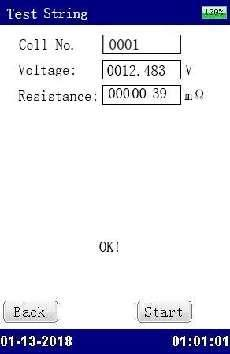 Test String
Cell No. 0001
Voltage: 0012.483 V
Resistance: 00000.39 mΩ
OK!
Back Start
01-13-2018 01:01:01